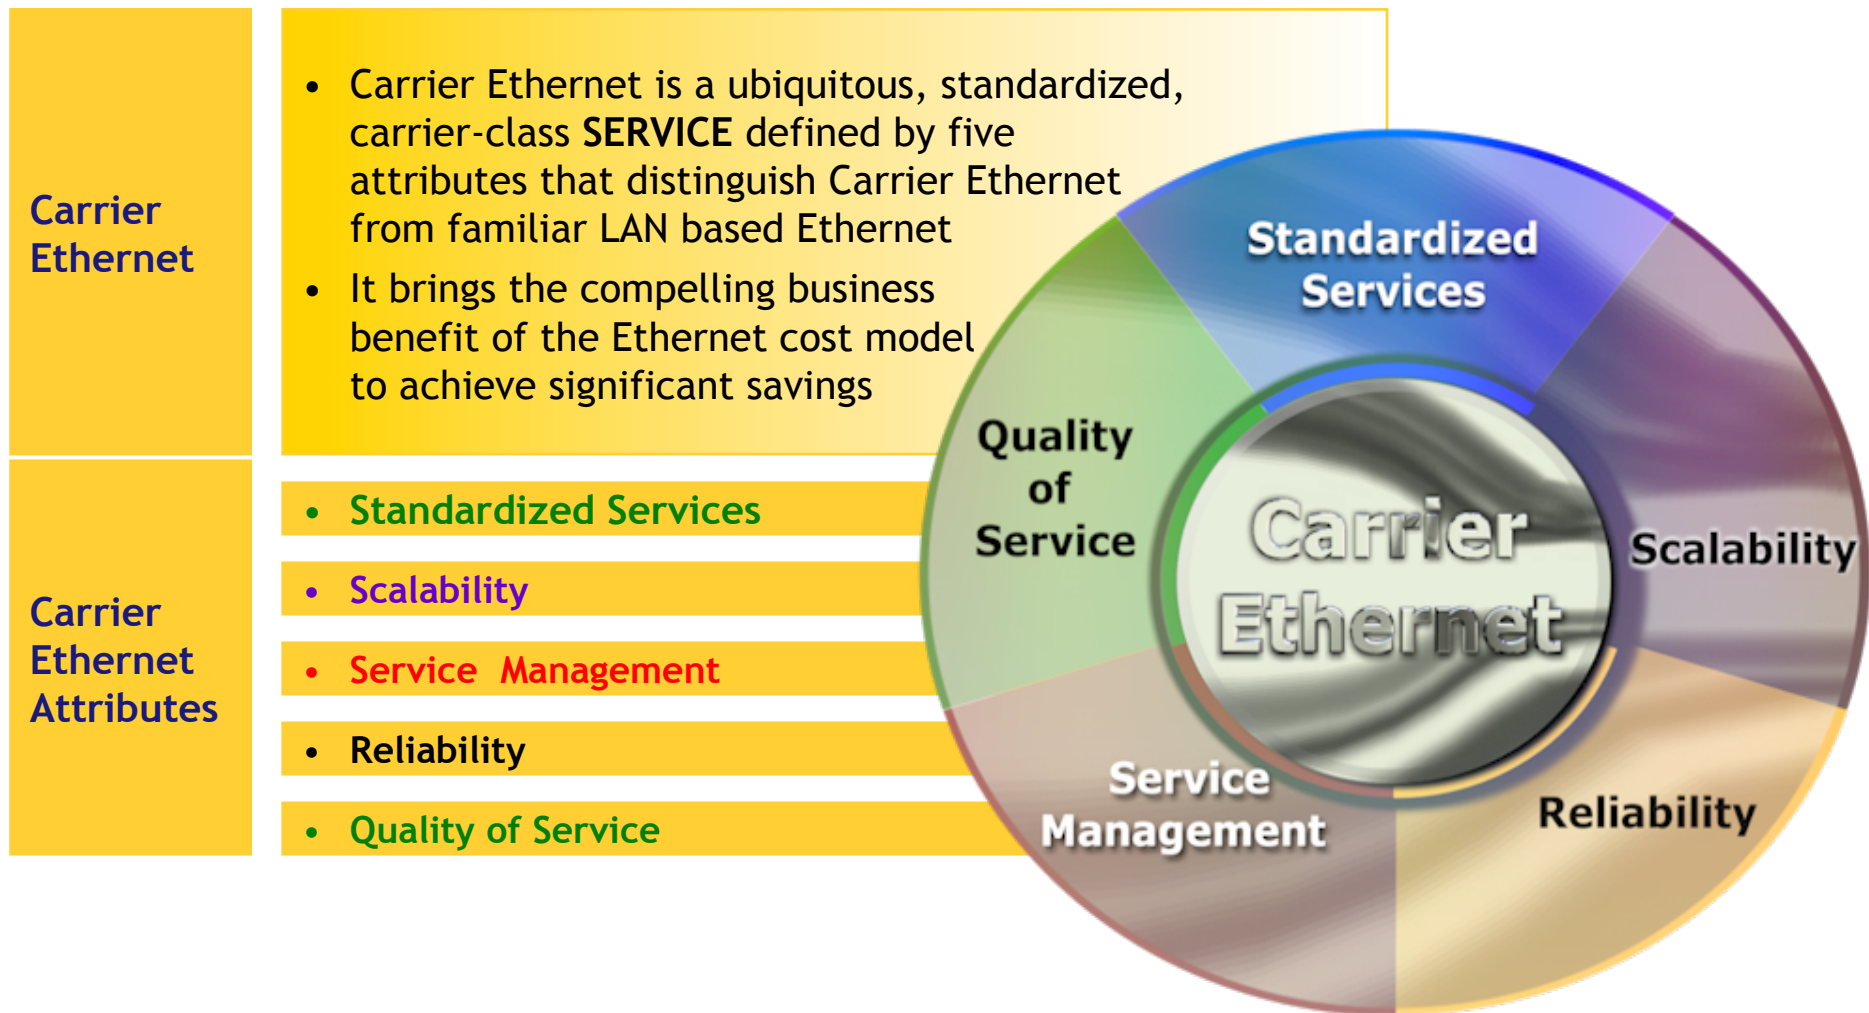 Carrier
Ethernet
• Carrier Ethernet is a ubiquitous, standardized,
carrier-class SERVICE defined by five
attributes that distinguish Carrier Ethernet
from familiar LAN based Ethernet
• It brings the compelling business
benefit of the Ethernet cost model
to achieve significant savings
Carrier
Ethernet
Attributes
• Standardized Services
• Scalability
• Service  Management
• Reliability
• Quality of Service
Standardized
Services
Quality
of
Service
Carrier
Ethernet
Scalability
Service
Management
Reliability